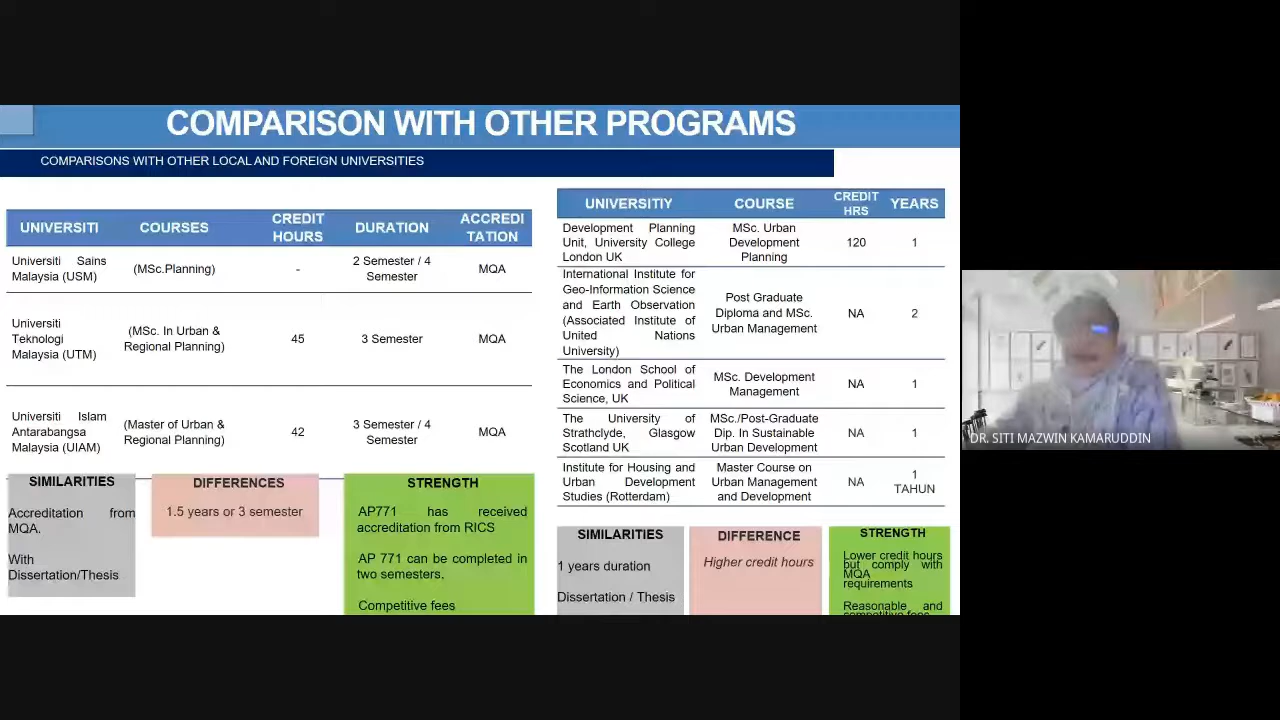 COMPARISON WITH OTHER PROGRAMS
COMPARISONS WITH OTHER LOCAL AND FOREIGN UNIVERSITIES
UNIVERSITI
COURSES
CREDIT
HOURS
DURATION
ACCREDI
TATION
Universiti Sains
Malaysia (USM)
(MSc.Planning)
-
2 Semester / 4
Semester
MQA
Universiti
Teknologi
Malaysia (UTM)
(MSc. In Urban &
Regional Planning)
45
3 Semester
MQA
Universiti Islam
Antarabangsa
Malaysia (UIAM)
(Master of Urban &
Regional Planning)
42
3 Semester / 4
Semester
MQA
SIMILARITIES
Accreditation from
MQA.
With
Dissertation/Thesis
DIFFERENCES
1.5 years or 3 semester
STRENGTH
AP771 has received
accreditation from RICS
AP 771 can be completed in
two semesters.
Competitive fees
UNIVERSITIY
COURSE
CREDIT
HRS
YEARS
Development Planning
Unit, University College
London UK
MSc. Urban
Development
Planning
120
1
International Institute for
Geo-Information Science
and Earth Observation
(Associated Institute of
United Nations
University)
Post Graduate
Diploma and MSc.
Urban Management
NA
2
The London School of
Economics and Political
Science, UK
MSc. Development
Management
NA
1
The University of
Strathclyde, Glasgow
Scotland UK
MSc./Post-Graduate
Dip. In Sustainable
Urban Development
NA
1
Institute for Housing and
Urban Development
Studies (Rotterdam)
Master Course on
Urban Management
and Development
NA
1
TAHUN
SIMILARITIES
1 years duration
Dissertation / Thesis
DIFFERENCE
Higher credit hours
STRENGTH
Lower credit hours
but comply with
MQA
requirements
Reasonable and
competitive fees
DR. SITI MAZWIN KAMARUDDIN